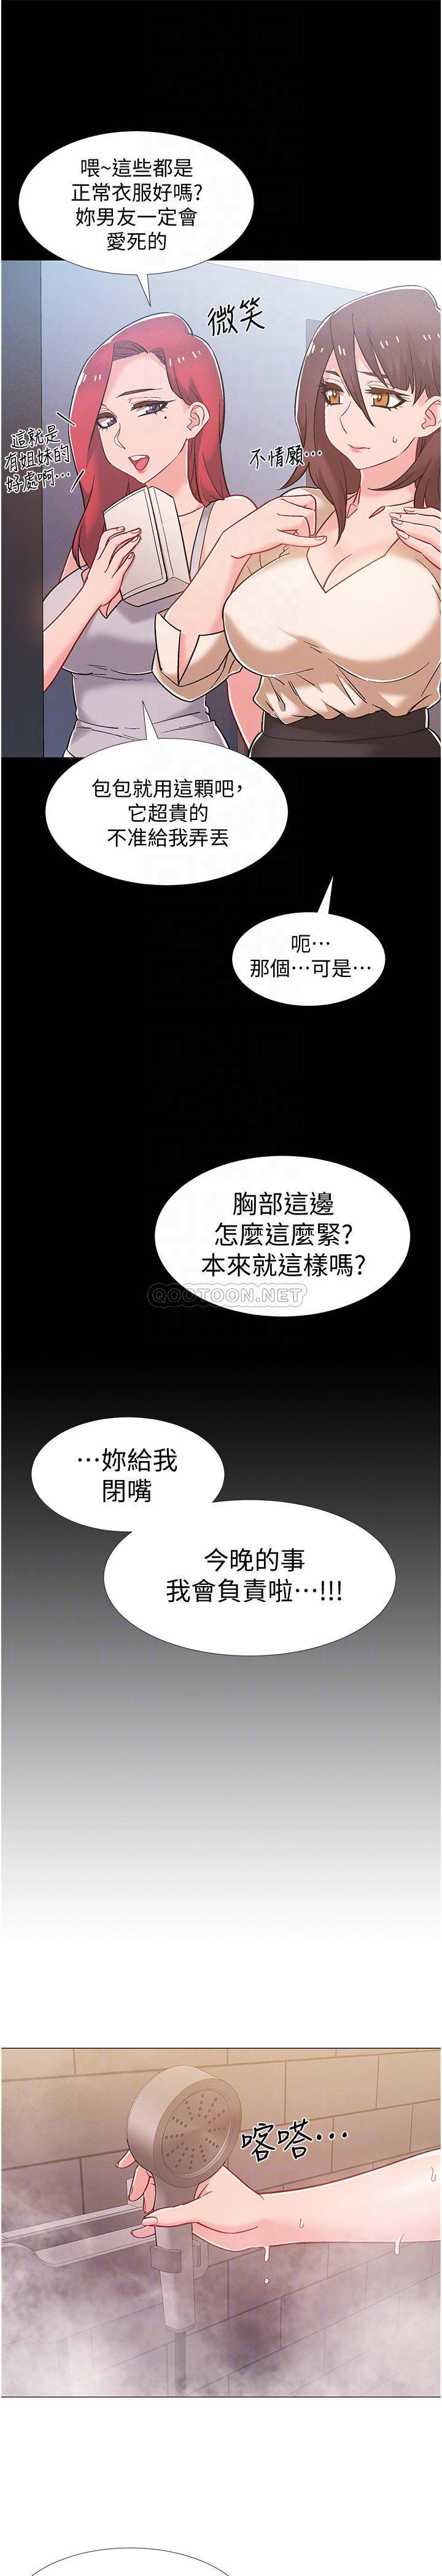 喂~這些都是
正常衣服好嗎?
妳男友一定會
愛死的
微笑
這就是
有姐妹的
好處啊…
不情願…
包包就用這顆吧,
它超貴的
不准給我弄丟
呃…
那個…可是…
胸部這邊
怎麼這麼緊?
本來就這樣嗎?
QOOTOON.NET
…妳給我
閉嘴
今晚的事
我會負責啦…!!!
喀嗒…